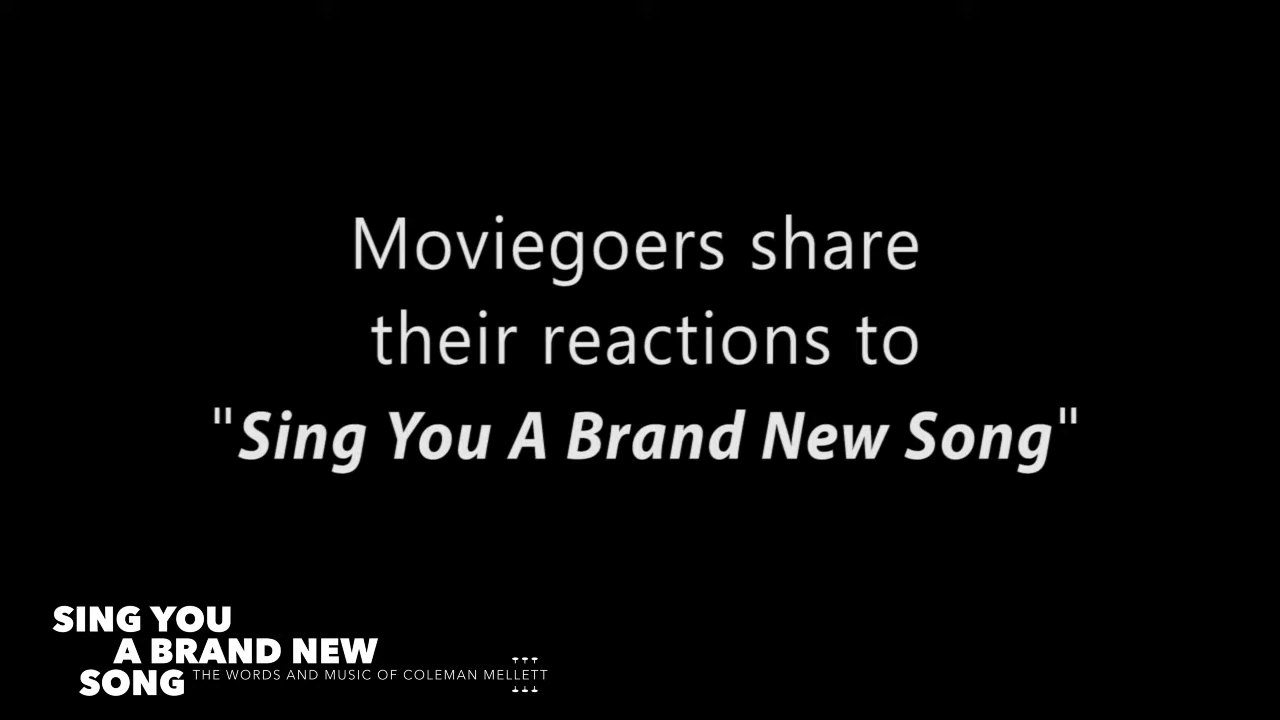 Moviegoers share
their reactions to
"Sing You A Brand New Song"
SING YOU
A BRAND NEW
SONG THE WORDS AND MUSIC OF COLEMAN MELLETT